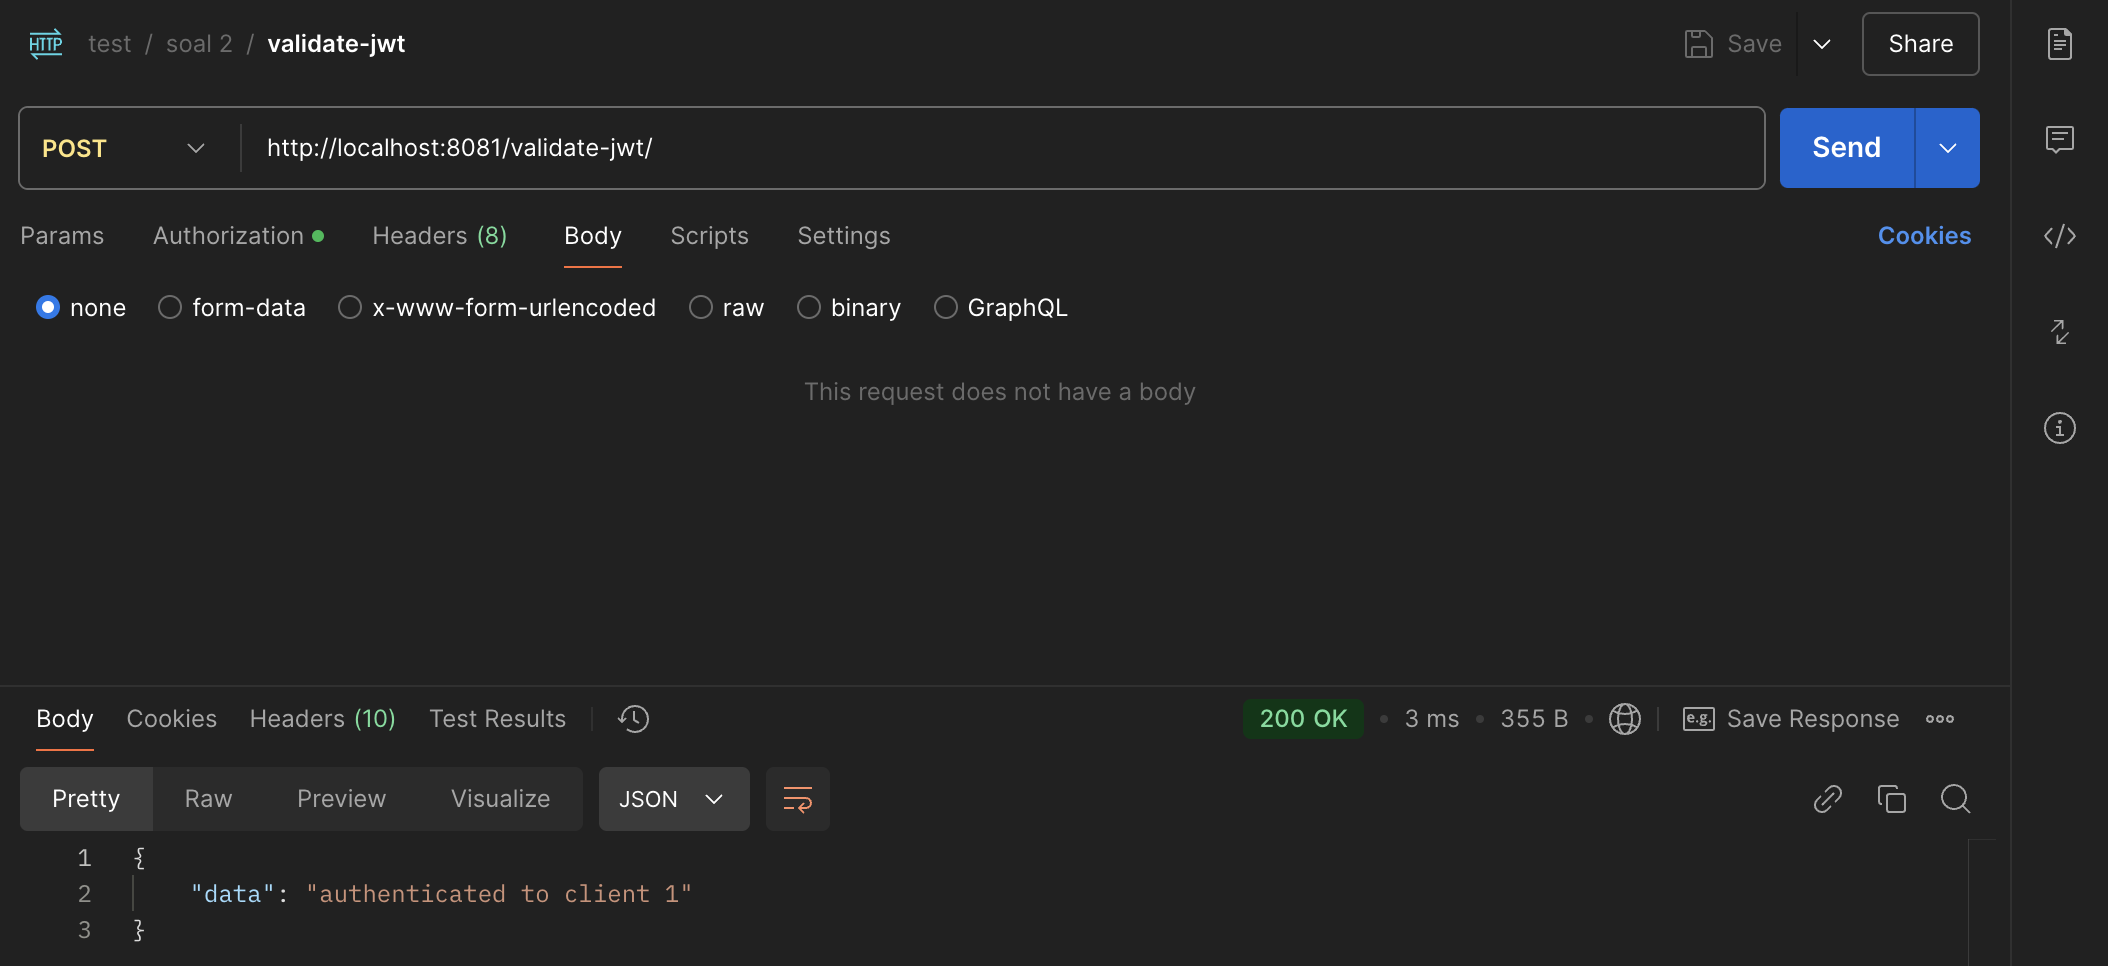 HTTP test / soal 2 / validate-jwt Save Share
POST http://localhost:8081/validate-jwt/ Send
Params Authorization Headers (8) Body Scripts Settings Cookies
none form-data x-www-form-urlencoded raw binary GraphQL
This request does not have a body
Body Cookies Headers (10) Test Results 200 OK • 3 ms • 355 B • e.g. Save Response
Pretty Raw Preview Visualize JSON
1 {
2 "data": "authenticated to client 1"
3 }